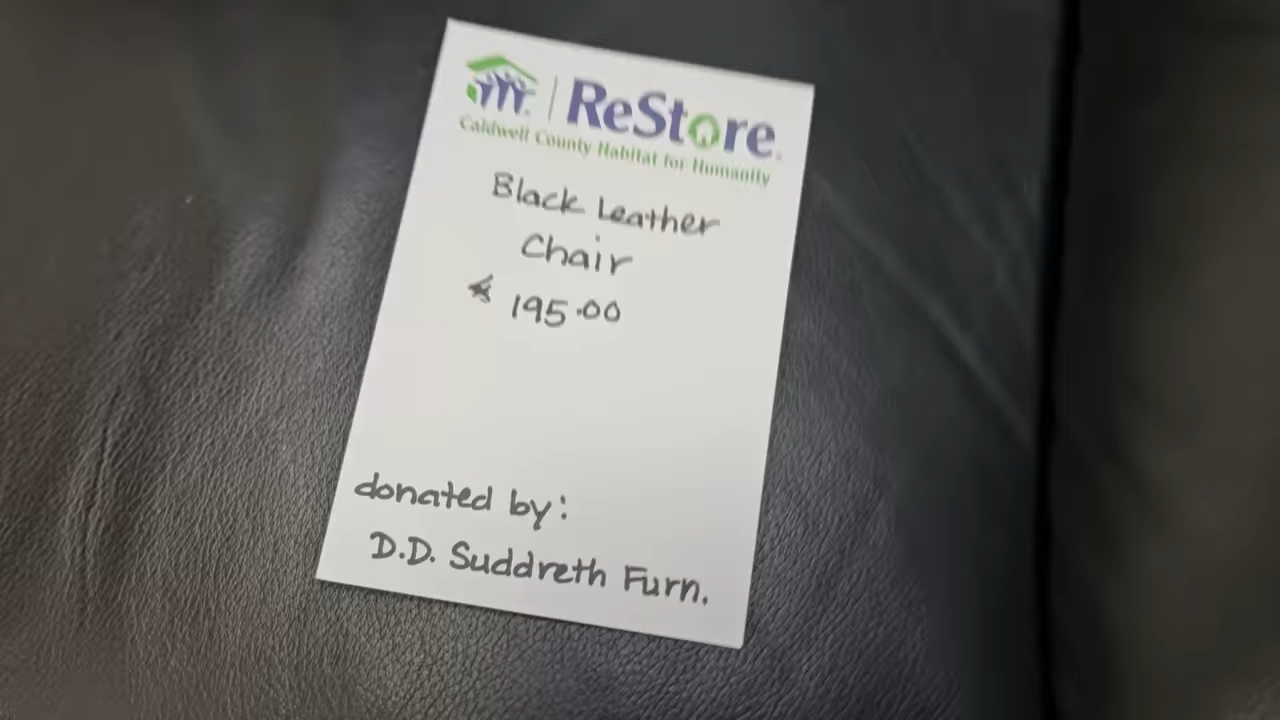 ReStore
Caldwell County Habitat for Humanity
Black Leather
Chair
$ 195.00
donated by:
D.D. Suddreth Furn.